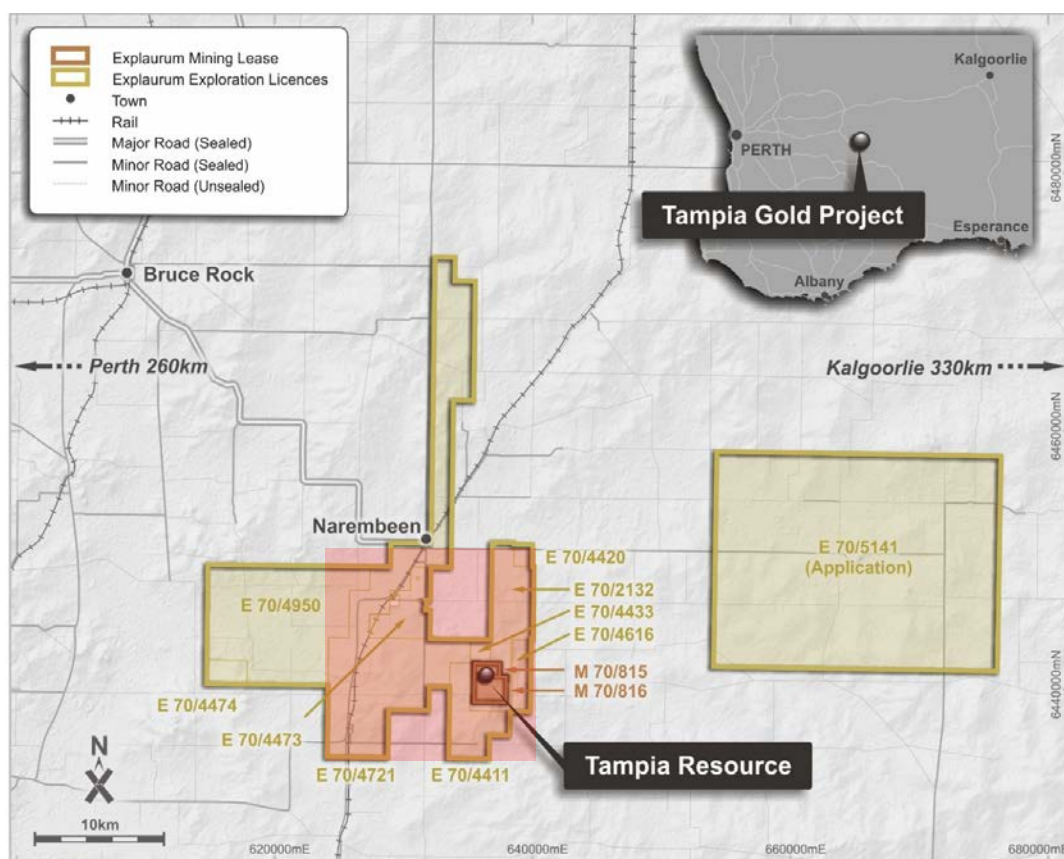 Explaurum Mining Lease
Explaurum Exploration Licences
Town
Rail
Major Road (Sealed)
Minor Road (Sealed)
Minor Road (Unsealed)
Kalgoorlie
PERTH
Tampia Gold Project
Esperance
Albany
6480000mN
Bruce Rock
Perth 260km
Kalgoorlie 330km
6460000mN
Narembeen
E 70/4420
E 70/5141
(Application)
E 70/4950
E 70/2132
E 70/4433
E 70/4616
M 70/815
M 70/816
6440000mN
E 70/4474
E 70/4473
E 70/4721
E 70/4411
Tampia Resource
N
10km
620000mE
640000mE
660000mE
680000mE